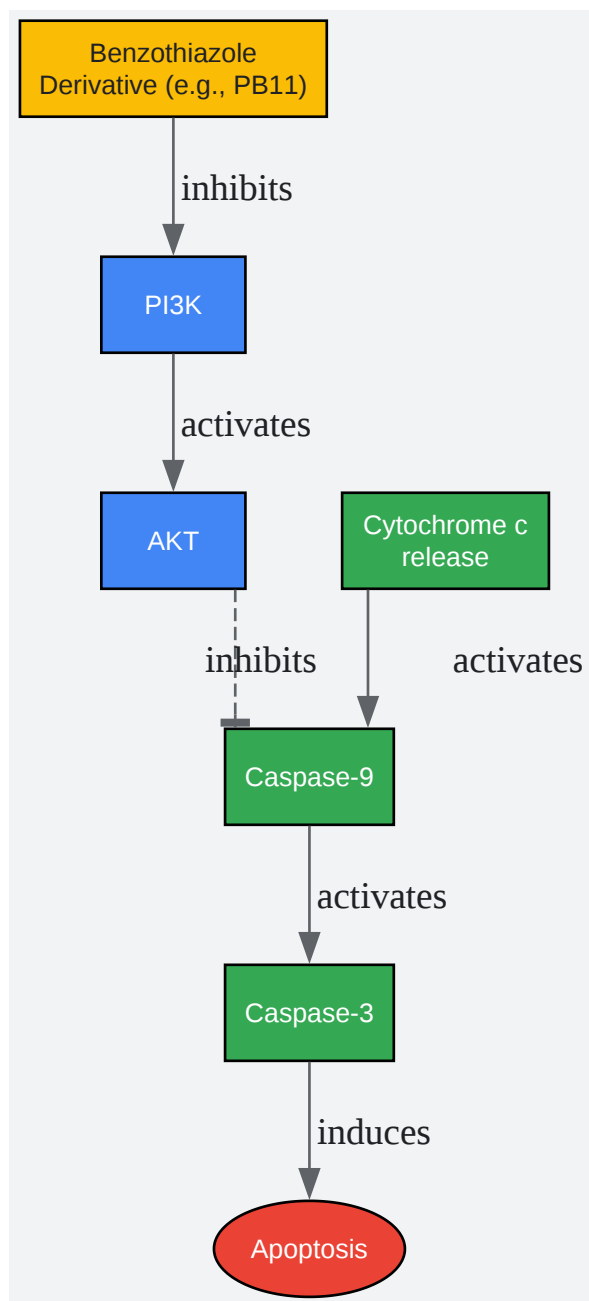 Benzothiazole
Derivative (e.g., PB11)
inhibits
PI3K
activates
AKT
Cytochrome c
release
inhibits
activates
Caspase-9
activates
Caspase-3
induces
Apoptosis